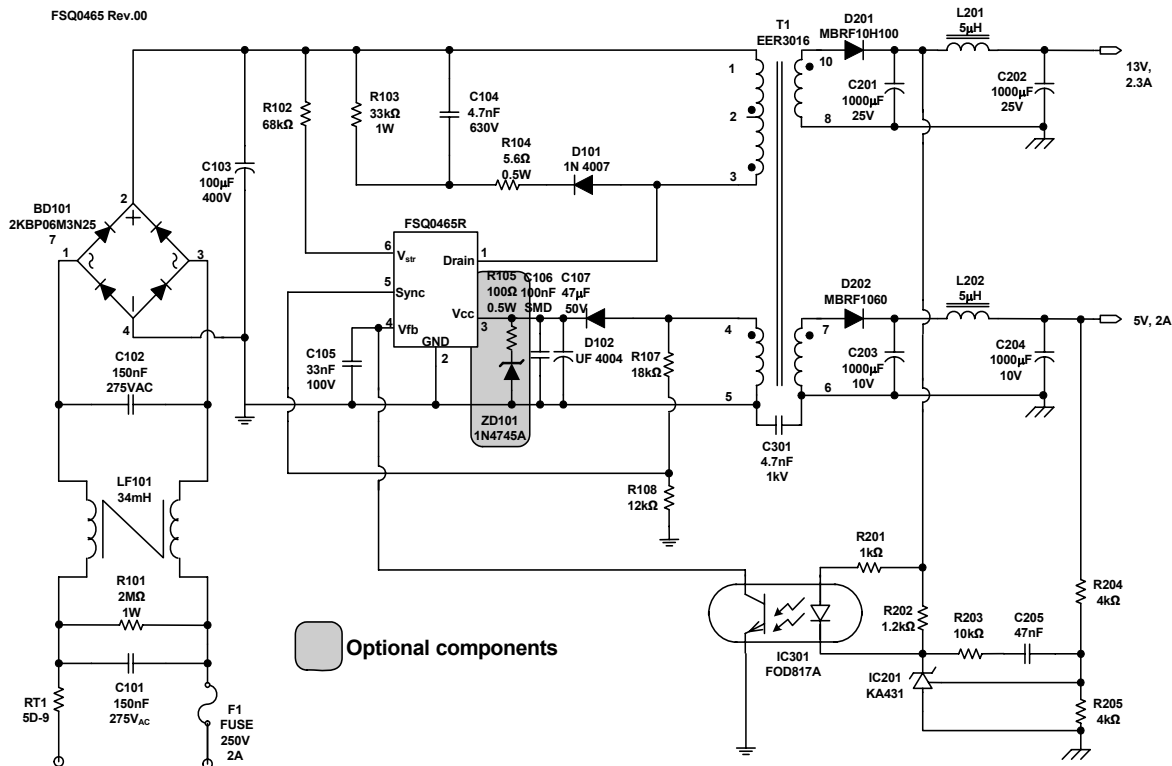 FSQ0465 Rev.00
T1
EER3016
D201
MBRF10H100
L201
5μH
1
2
3
10
8
C201
1000μF
25V
C202
1000μF
25V
13V,
2.3A
R102
68kΩ
R103
33kΩ
1W
C104
4.7nF
630V
R104
5.6Ω
0.5W
D101
1N 4007
C103
100μF
400V
BD101
2KBP06M3N25
7
2
1
3
4
FSQ0465R
6
Vstr
Drain
1
5
Sync
4
Vfb
Vcc
3
GND
2
R105
100Ω
0.5W
C106
100nF
SMD
C107
47μF
50V
D102
UF 4004
ZD101
1N4745A
C105
33nF
100V
R107
18kΩ
R108
12kΩ
4
5
7
6
D202
MBRF1060
L202
5μH
C203
1000μF
10V
C204
1000μF
10V
5V, 2A
C301
4.7nF
1kV
C102
150nF
275VAC
LF101
34mH
R101
2MΩ
1W
C101
150nF
275VAC
RT1
5D-9
F1
FUSE
250V
2A
Optional components
R201
1kΩ
R202
1.2kΩ
R203
10kΩ
C205
47nF
R204
4kΩ
R205
4kΩ
IC301
FOD817A
IC201
KA431